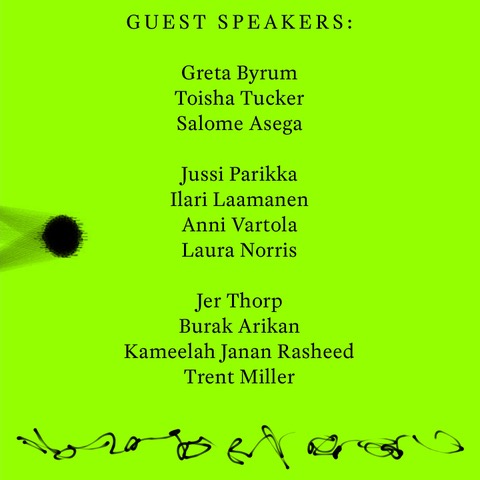 GUEST SPEAKERS:
Greta Byrum
Toisha Tucker
Salome Asega
Jussi Parikka
Ilari Laamanen
Anni Vartola
Laura Norris
Jer Thorp
Burak Arikan
Kameelah Janan Rasheed
Trent Miller